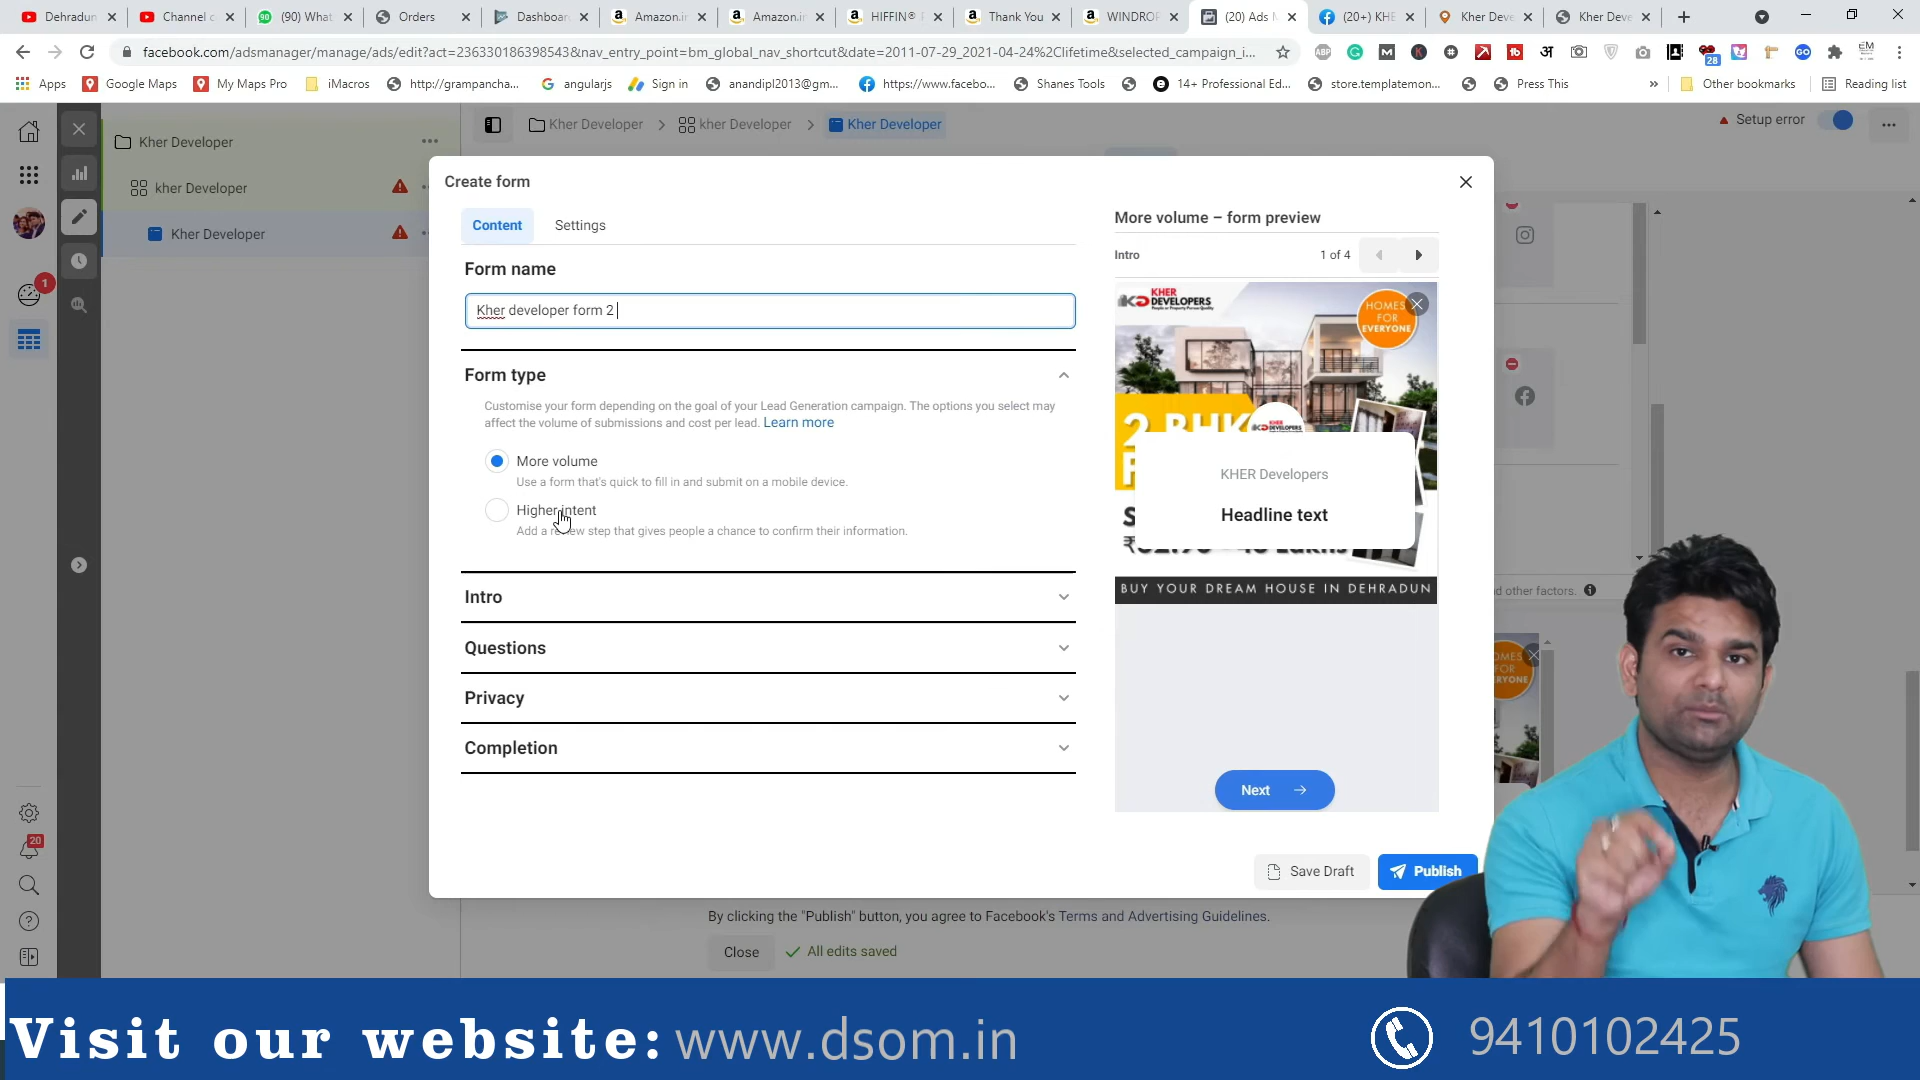 Dehradun
Channel c
(90) What
Orders
Dashboar
Amazon.i
Amazon.i
HIFFIN®
Thank You
WINDRO
(20) Ads
(20+) KHE
Kher Deve
Kher Deve
facebook.com/adsmanager/manage/ads/edit?act=2363301863985438&nav_entry_point=bm_global_nav_shortcut&date=2011-07-29_2021-04-24%2Clifetime&selected_campaign_i...
Apps
Google Maps
My Maps Pro
iMacros
http://grampancha...
angularjs
Sign in
anandipl2013@gm...
https://www.facebo...
Shanes Tools
14+ Professional Ed...
store.templatemon...
Press This
»
Other bookmarks
Reading list
Kher Developer
kher Developer
Kher Developer
Kher Developer > kher Developer > Kher Developer
Setup error
Create form
Content
Settings
Form name
Kher developer form 2
Form type
Customise your form depending on the goal of your Lead Generation campaign. The options you select may
affect the volume of submissions and cost per lead. Learn more
More volume
Use a form that's quick to fill in and submit on a mobile device.
Higher intent
Add a review step that gives people a chance to confirm their information.
Intro
Questions
Privacy
Completion
More volume – form preview
Intro
1 of 4
KHER
DEVELOPERS
HOMES
FOR
EVERYONE
2 BHK
KHER Developers
Headline text
BUY YOUR DREAM HOUSE IN DEHRADUN
Next
Save Draft
Publish
d other factors.
By clicking the "Publish" button, you agree to Facebook's Terms and Advertising Guidelines.
Close
All edits saved
1
20
28
Visit our website: www.dsom.in
9410102425